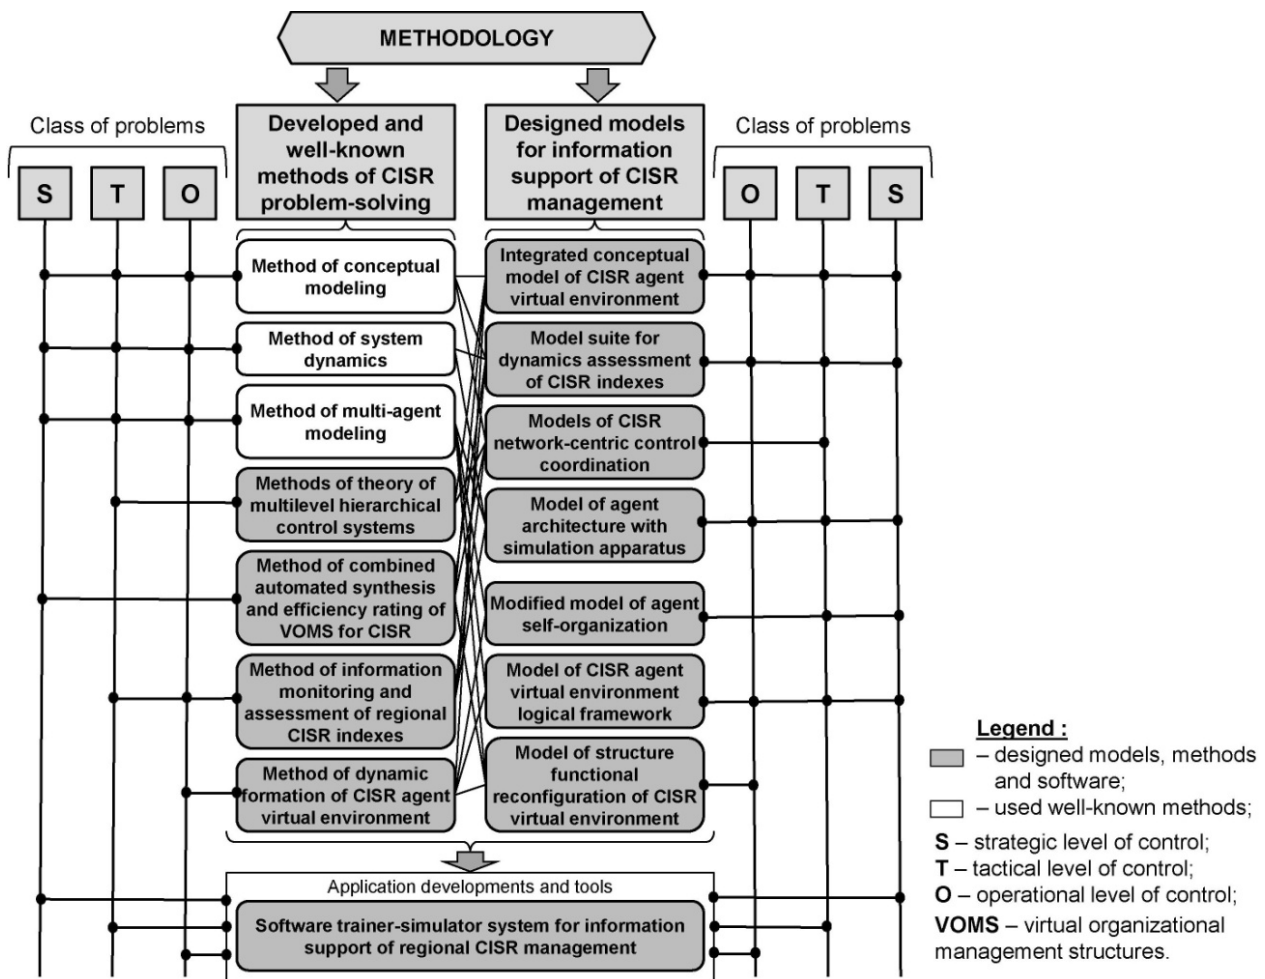 METHODOLOGY
Class of problems
S
T
O
Developed and
well-known
methods of CISR
problem-solving
Designed models
for information
support of CISR
management
Class of problems
O
T
S
Method of conceptual
modeling
Method of system
dynamics
Method of multi-agent
modeling
Methods of theory of
multilevel hierarchical
control systems
Method of combined
automated synthesis
and efficiency rating of
VOMS for CISR
Method of information
monitoring and
assessment of regional
CISR indexes
Method of dynamic
formation of CISR agent
virtual environment
Integrated conceptual
model of CISR agent
virtual environment
Model suite for
dynamics assessment
of CISR indexes
Models of CISR
network-centric control
coordination
Model of agent
architecture with
simulation apparatus
Modified model of agent
self-organization
Model of CISR agent
virtual environment
logical framework
Model of structure
functional
reconfiguration of CISR
virtual environment
Application developments and tools
Software trainer-simulator system for information
support of regional CISR management
Legend :
– designed models, methods
and software;
– used well-known methods;
S – strategic level of control;
T – tactical level of control;
O – operational level of control;
VOMS – virtual organizational
management structures.